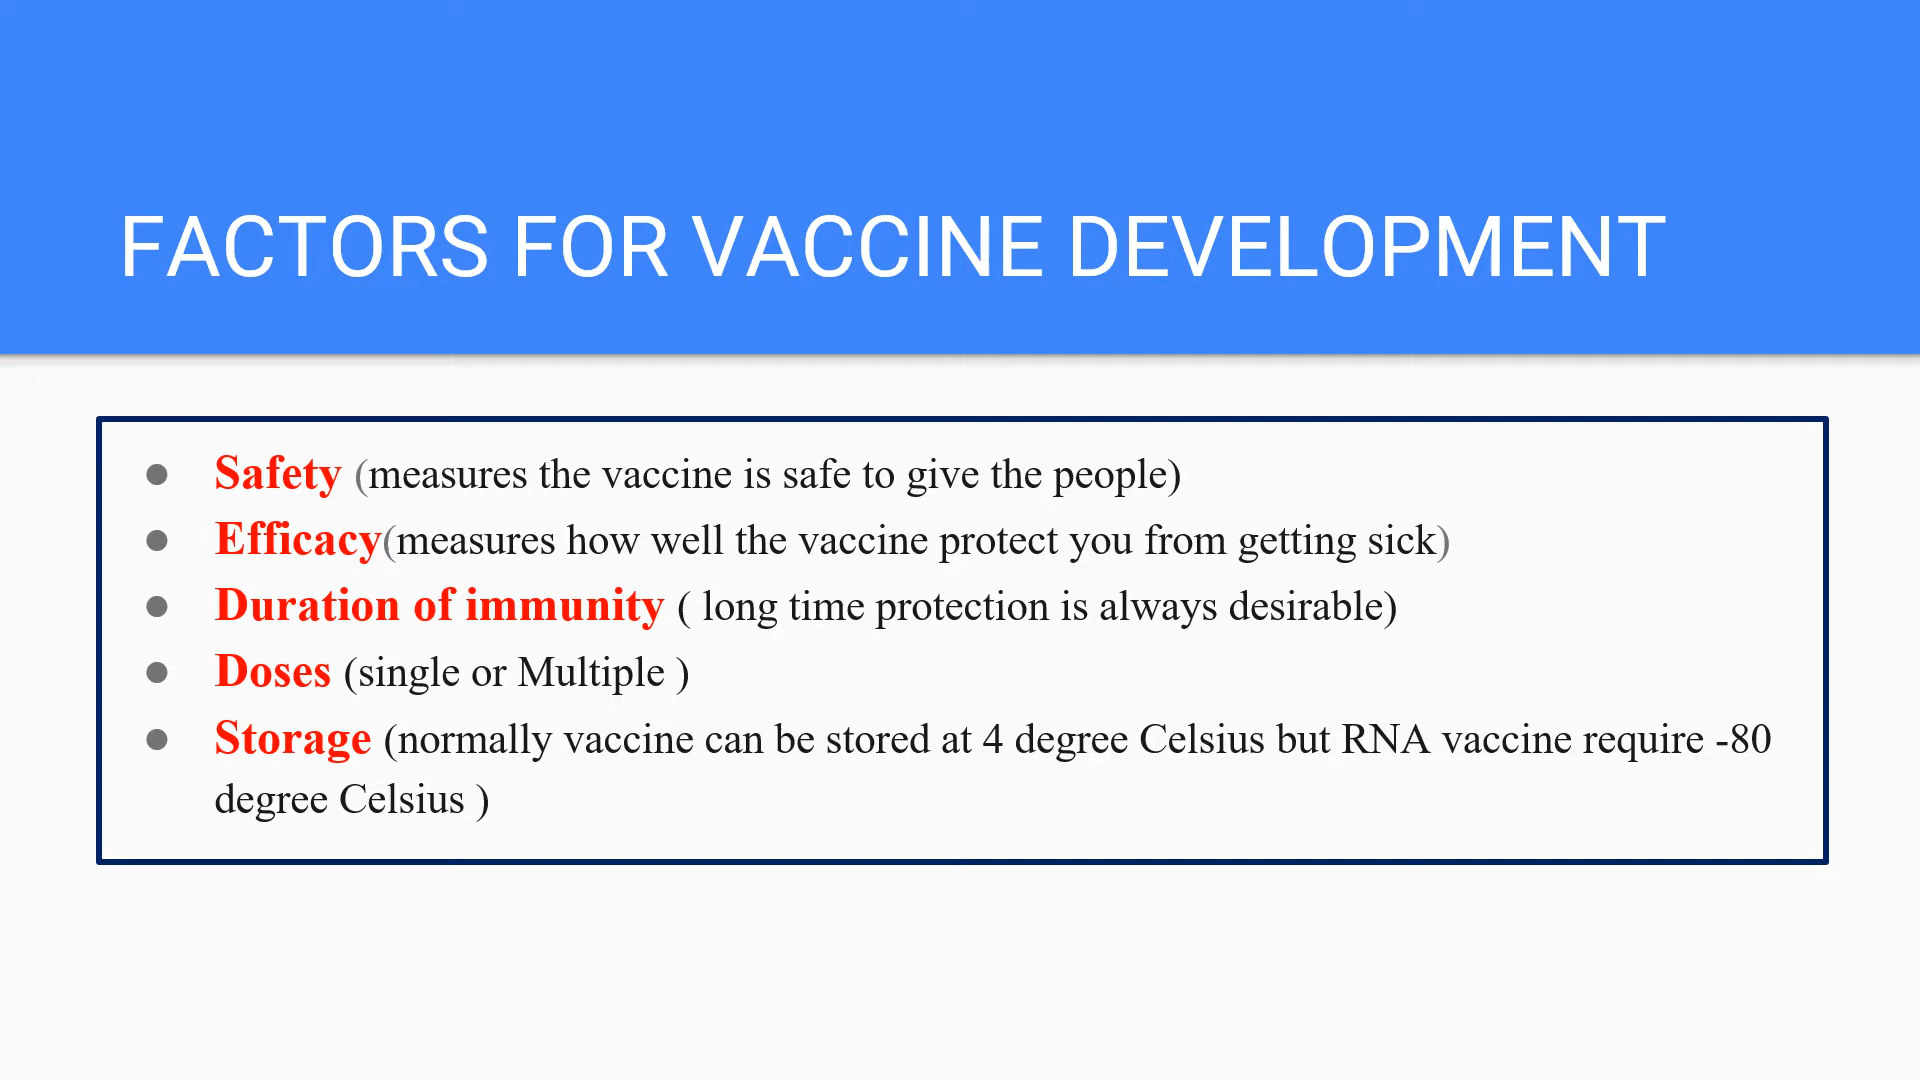 FACTORS FOR VACCINE DEVELOPMENT
● Safety (measures the vaccine is safe to give the people)
● Efficacy(measures how well the vaccine protect you from getting sick)
● Duration of immunity ( long time protection is always desirable)
● Doses (single or Multiple )
● Storage (normally vaccine can be stored at 4 degree Celsius but RNA vaccine require -80
degree Celsius )